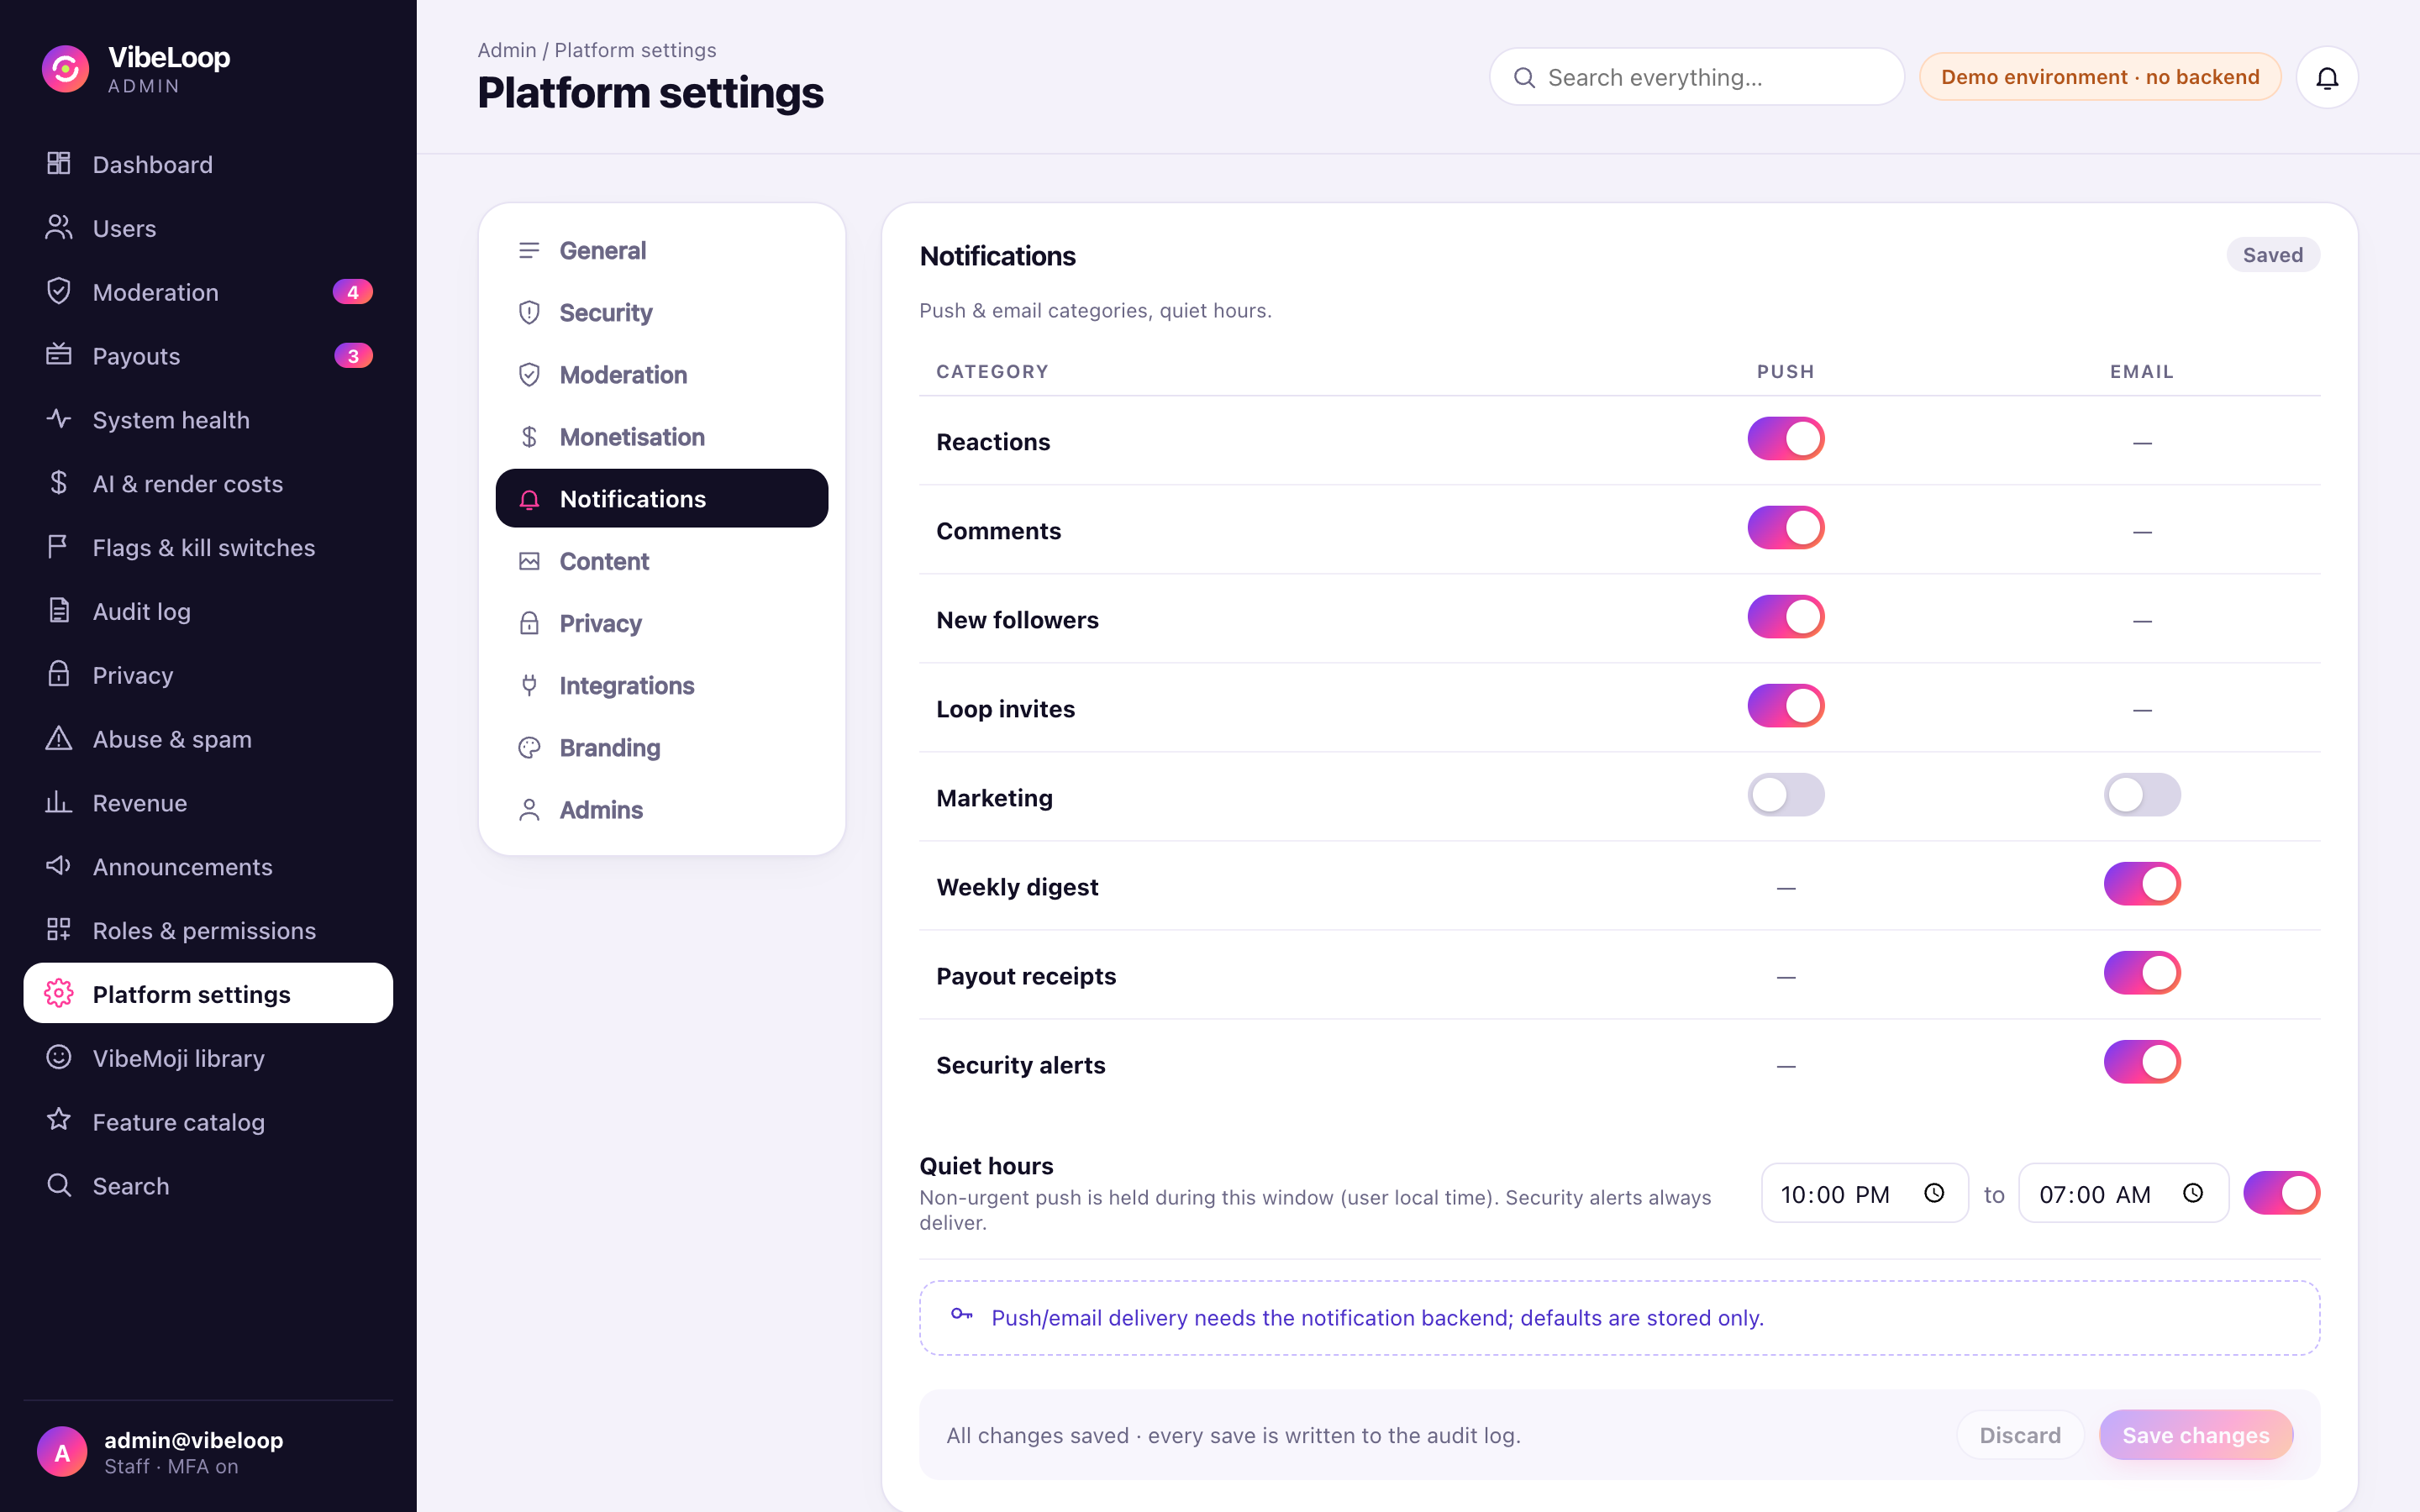 VibeLoop
ADMIN
Dashboard
Users
Moderation 4
Payouts 3
System health
AI & render costs
Flags & kill switches
Audit log
Privacy
Abuse & spam
Revenue
Announcements
Roles & permissions
Platform settings
VibeMoji library
Feature catalog
Search
A
admin@vibeloop
Staff · MFA on
Admin / Platform settings
Platform settings
Search everything...
Demo environment · no backend
General
Security
Moderation
Monetisation
Notifications
Content
Privacy
Integrations
Branding
Admins
Notifications
Saved
Push & email categories, quiet hours.
CATEGORY PUSH EMAIL
Reactions —
Comments —
New followers —
Loop invites —
Marketing
Weekly digest —
Payout receipts —
Security alerts —
Quiet hours
Non-urgent push is held during this window (user local time). Security alerts always
deliver.
10:00 PM to 07:00 AM
Push/email delivery needs the notification backend; defaults are stored only.
All changes saved · every save is written to the audit log.
Discard
Save changes